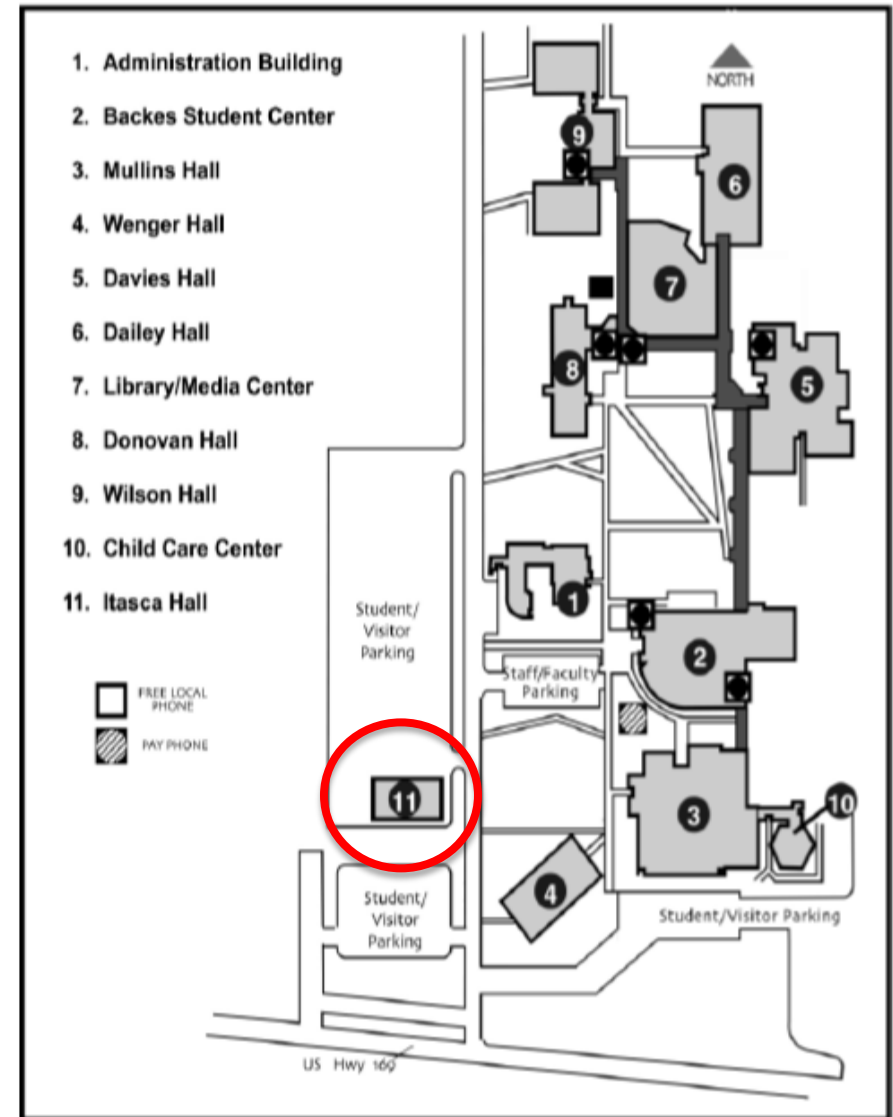 1. Administration Building
2. Backes Student Center
3. Mullins Hall
4. Wenger Hall
5. Davies Hall
6. Dailey Hall
7. Library/Media Center
8. Donovan Hall
9. Wilson Hall
10. Child Care Center
11. Itasca Hall
FREE LOCAL
PHONE
PAY PHONE
NORTH
9
6
7
8
5
1
Student/
Visitor
Parking
2
Staff/Faculty
Parking
11
3
10
4
Student/
Visitor
Parking
Student/Visitor Parking
US Hwy 169